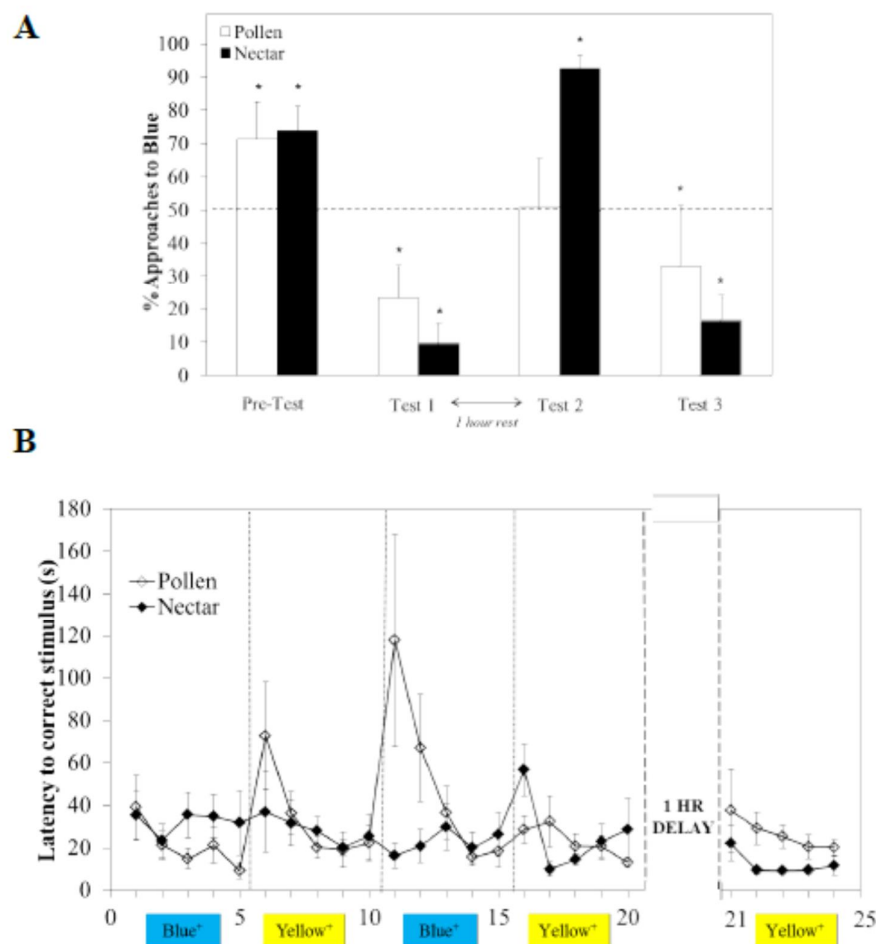 A
Pollen
Nectar
% Approaches to Blue
100
90
80
70
60
50
40
30
20
10
0
* * * * * * *
Pre-Test Test 1 Test 2 Test 3
1 hour rest
B
Latency to correct stimulus (s)
180
160
140
120
100
80
60
40
20
0
Pollen
Nectar
1 HR
DELAY
0 5 10 15 20 21 25
Blue⁺ Yellow⁺ Blue⁺ Yellow⁺ Yellow⁺